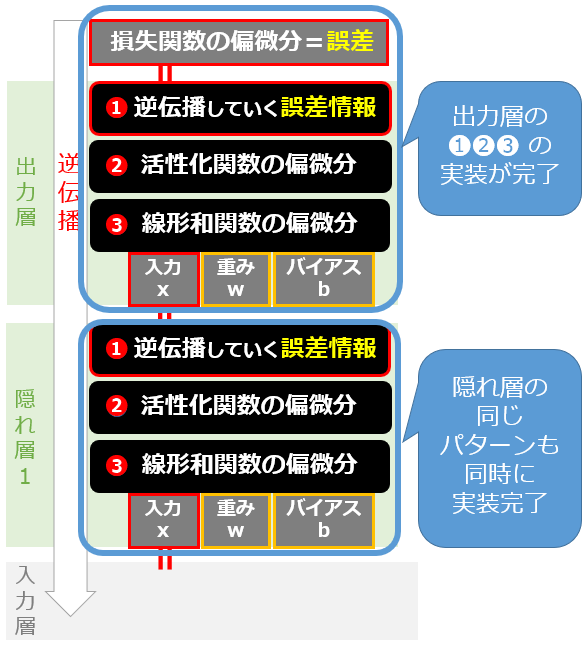 損失関数の偏微分＝誤差
出力層
逆伝播
❶ 逆伝播していく誤差情報
❷ 活性化関数の偏微分
❸ 線形和関数の偏微分
入力
x
重み
w
バイアス
b
出力層の
❶❷❸ の
実装が完了
隠れ層1
❶ 逆伝播していく誤差情報
❷ 活性化関数の偏微分
❸ 線形和関数の偏微分
入力
x
重み
w
バイアス
b
隠れ層の
同じ
パターンも
同時に
実装完了
入力層